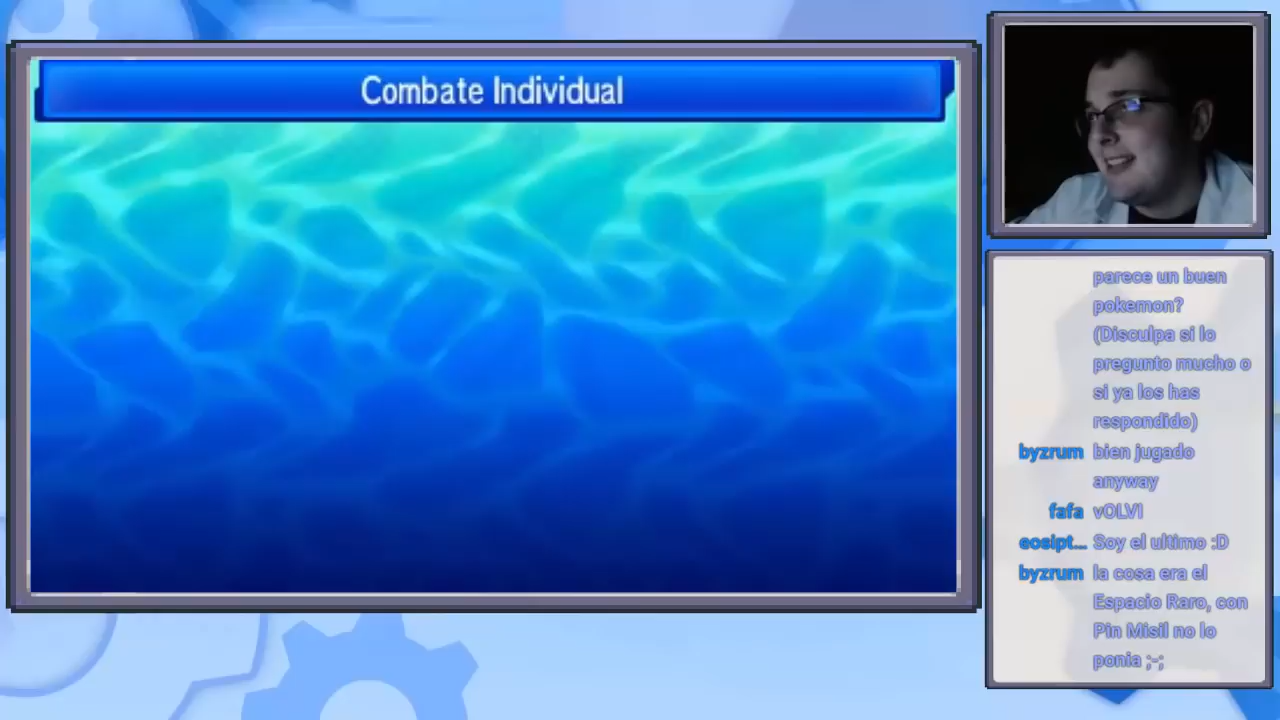 Combate Individual
parece un buen
pokemon?
(Disculpa si lo
pregunto mucho o
si ya los has
respondido)
byzrum bien jugado
anyway
fafa vOLVI
eosipt... Soy el ultimo :D
byzrum la cosa era el
Espacio Raro, con
Pin Misil no lo
ponia ;-;